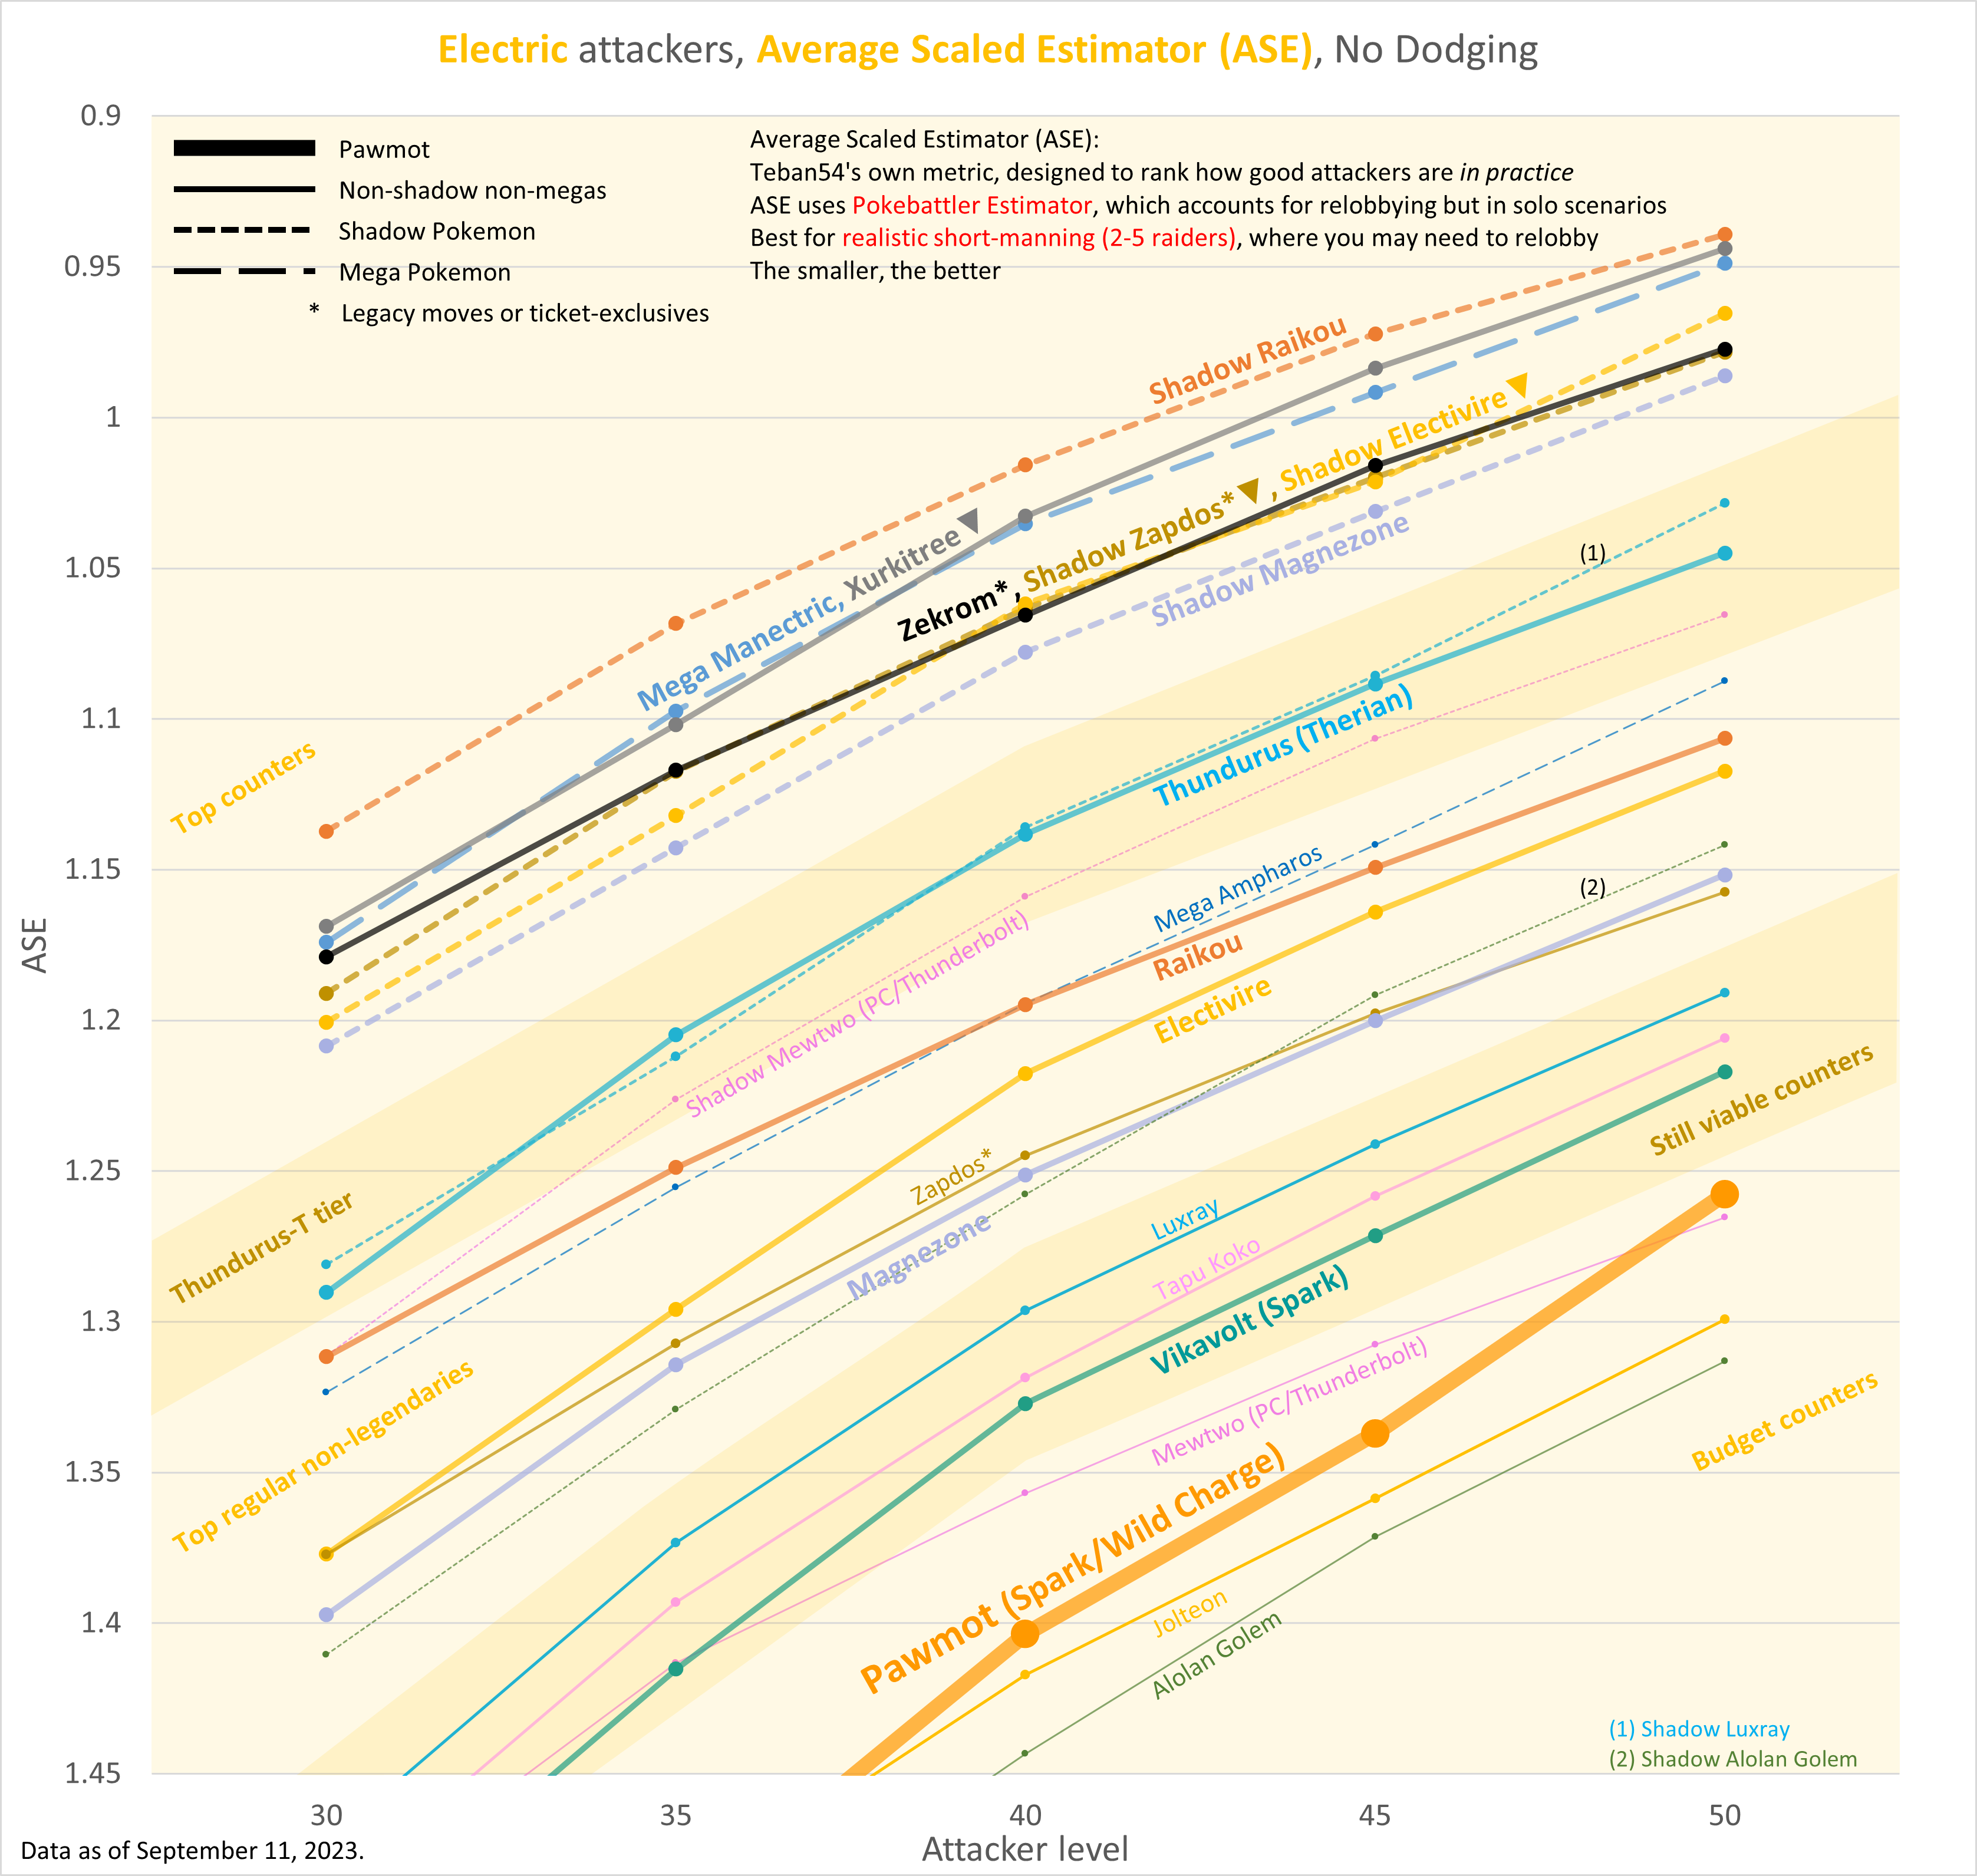 Electric attackers, Average Scaled Estimator (ASE), No Dodging
0.9
0.95
1
1.05
1.1
1.15
1.2
1.25
1.3
1.35
1.4
1.45
ASE
Pawmot
Non-shadow non-megas
Shadow Pokemon
Mega Pokemon
* Legacy moves or ticket-exclusives
Average Scaled Estimator (ASE):
Teban54's own metric, designed to rank how good attackers are in practice
ASE uses Pokebattler Estimator, which accounts for relobbying but in solo scenarios
Best for realistic short-manning (2-5 raiders), where you may need to relobby
The smaller, the better
Shadow Raikou
Mega Manectric, Xurkitree
Zekrom*, Shadow Zapdos*, Shadow Electivire
Shadow Magnezone
(1)
Top counters
Thundurus (Therian)
Shadow Mewtwo (PC/Thunderbolt)
Mega Ampharos
Raikou
(2)
Electivire
Thundurus-T tier
Zapdos*
Magnezone
Luxray
Still viable counters
Tapu Koko
Vikavolt (Spark)
Top regular non-legendaries
Mewtwo (PC/Thunderbolt)
Budget counters
Pawmot (Spark/Wild Charge)
Jolteon
Alolan Golem
(1) Shadow Luxray
(2) Shadow Alolan Golem
30
35
40
45
50
Attacker level
Data as of September 11, 2023.